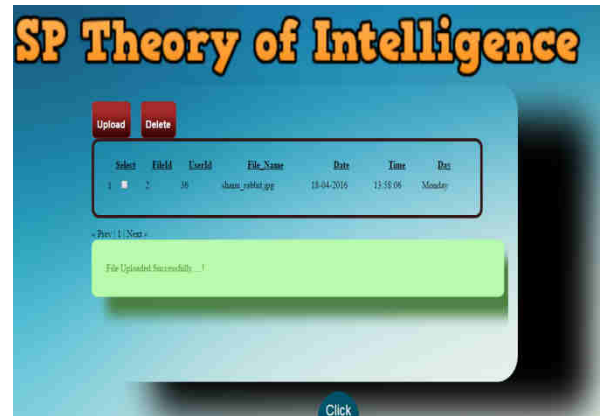 SP Theory of Intelligence
Upload Delete
Select FileId UserId File_Name Date Time Day
1 2 36 shami_rabbit.jpg 18-04-2016 13:58:06 Monday
« Prev | 1 | Next »
File Uploaded Successfully.....!
Click